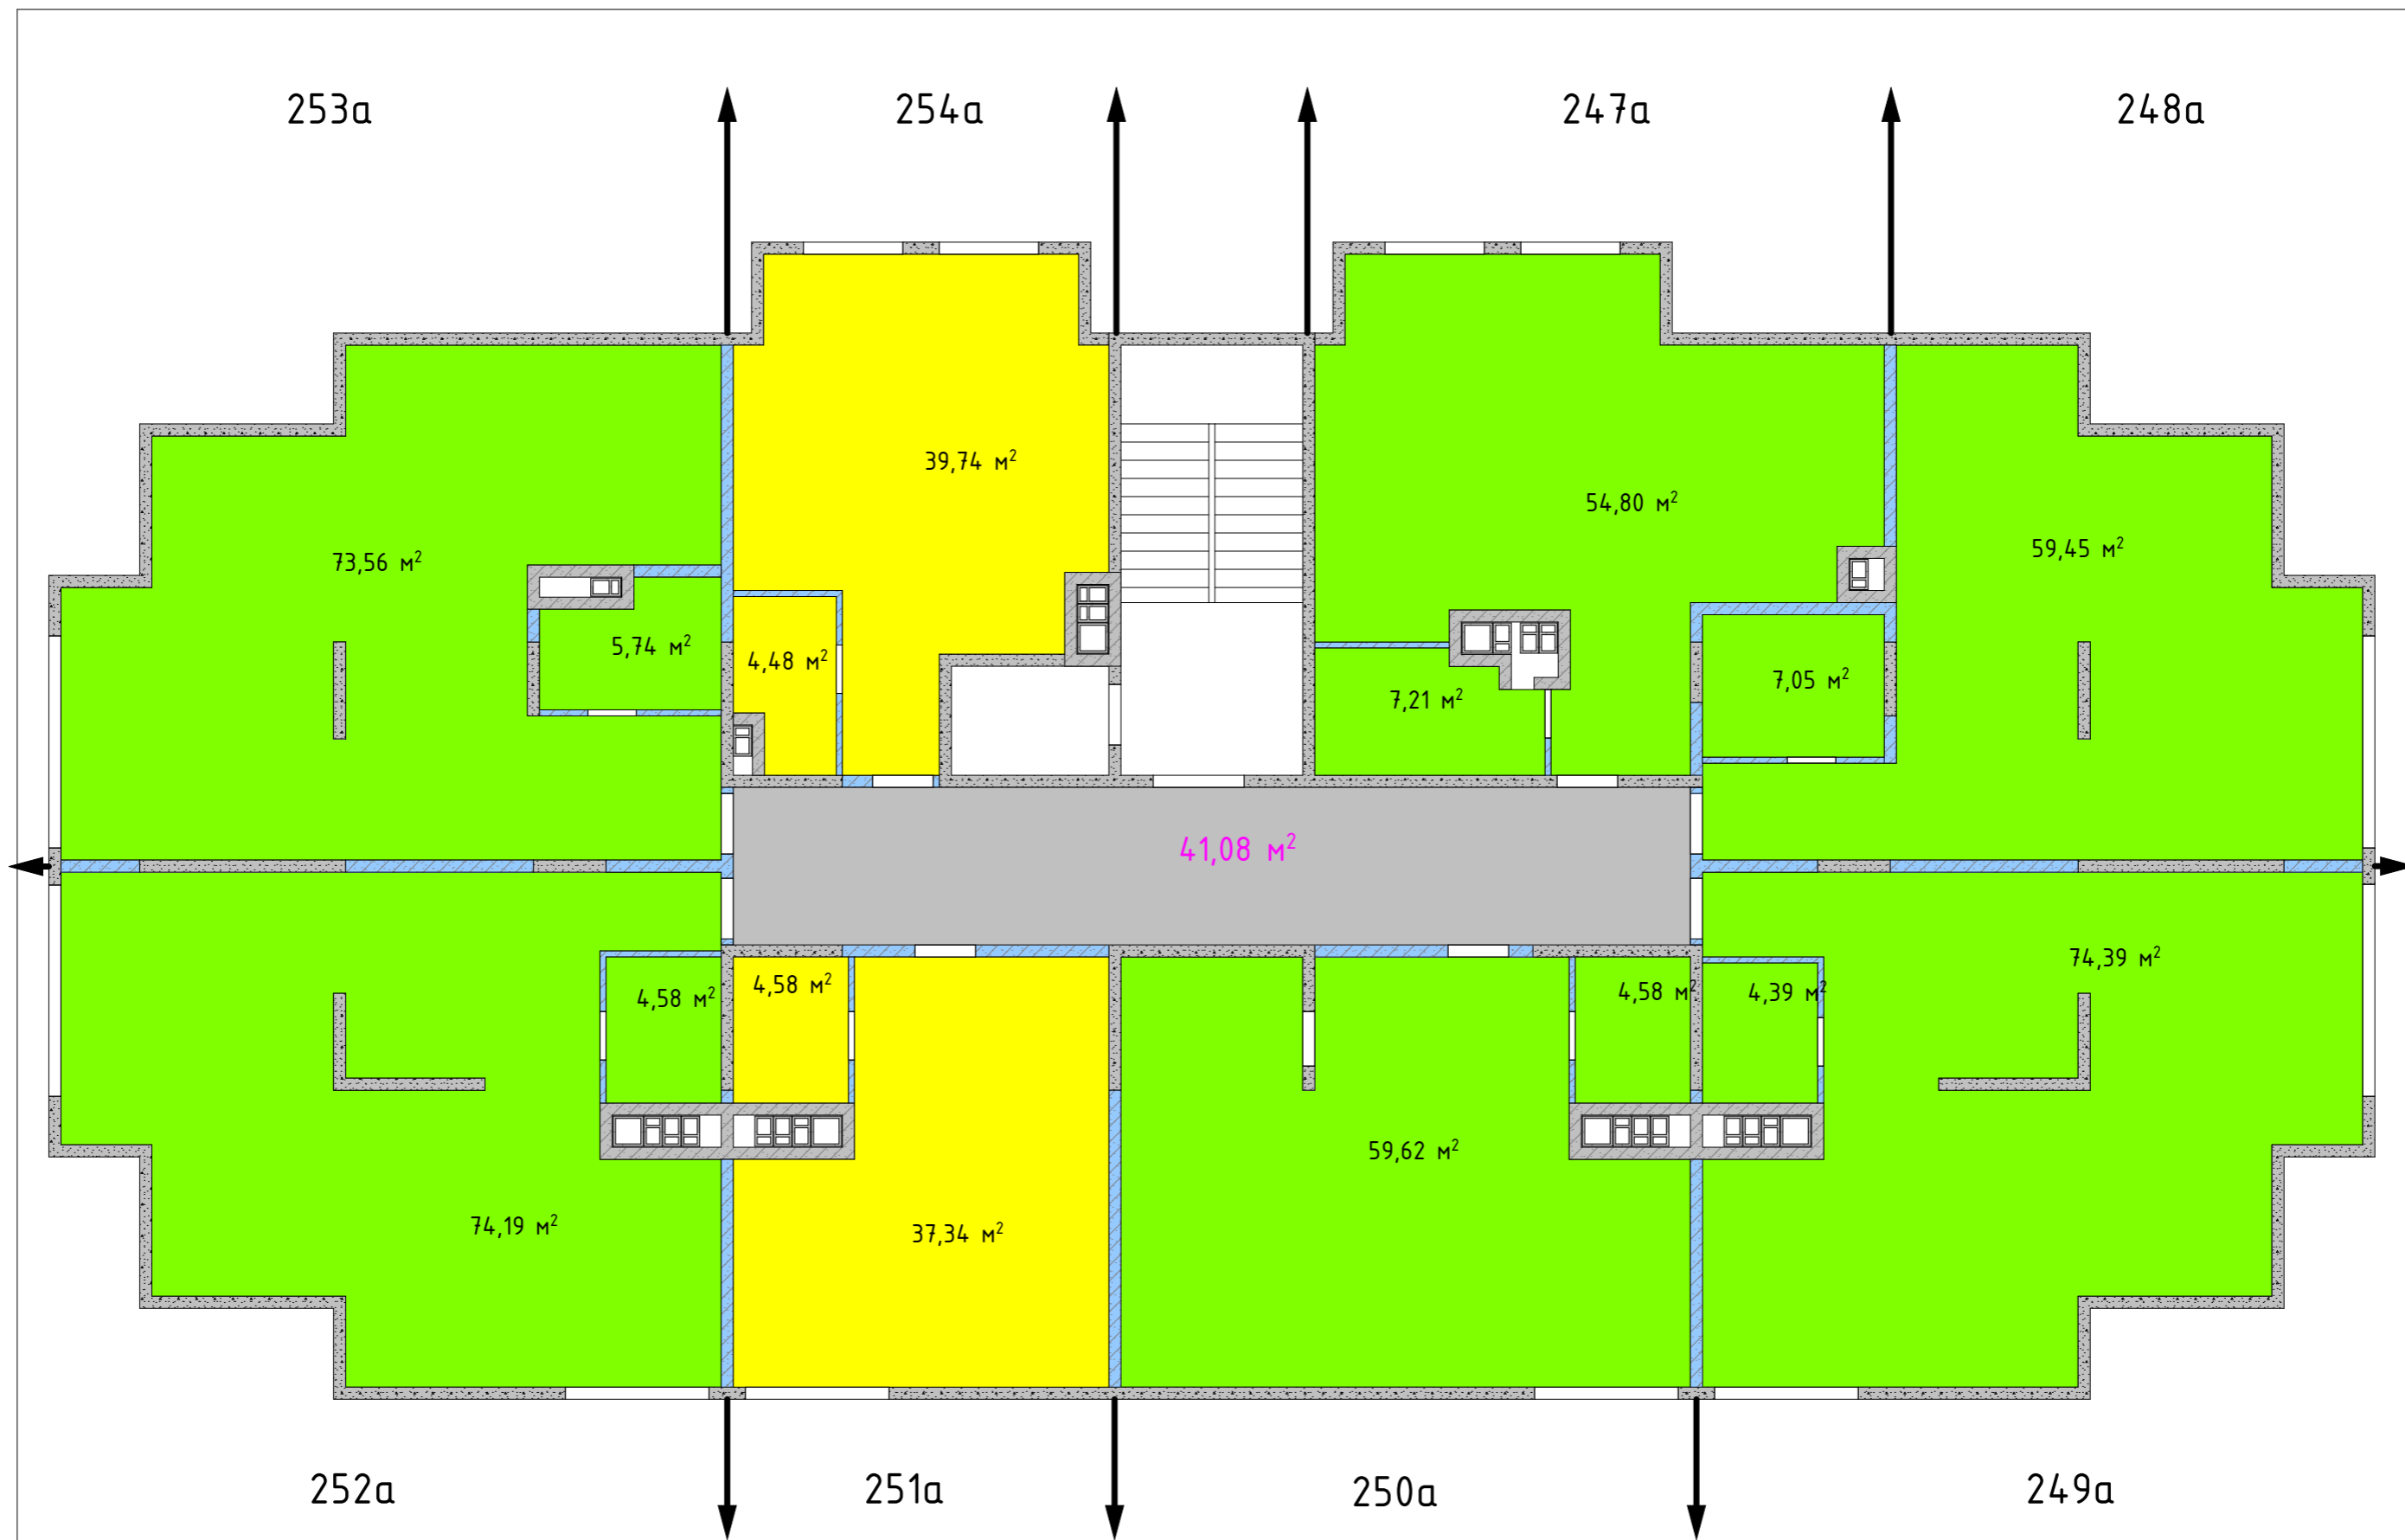 253а
254а
247а
248а
39,74 м²
54,80 м²
73,56 м²
59,45 м²
5,74 м²
4,48 м²
7,21 м²
7,05 м²
41,08 м²
74,39 м²
4,58 м²
4,58 м²
4,58 м²
4,39 м²
59,62 м²
74,19 м²
37,34 м²
252а
251а
250а
249а